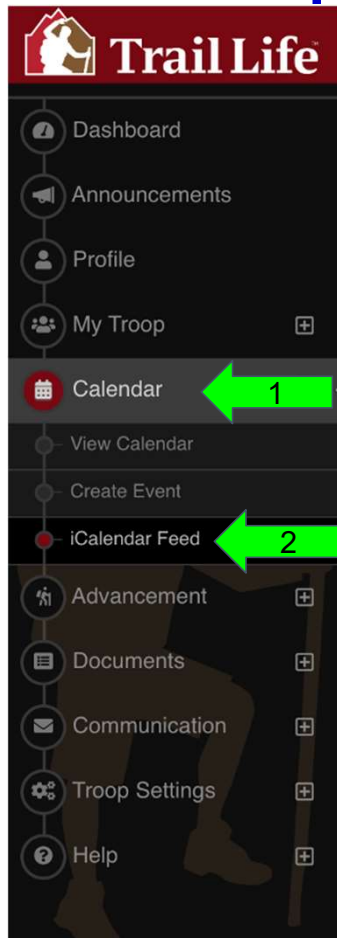 Trail Life™
Dashboard
Announcements
Profile
My Troop
Calendar 1
View Calendar
Create Event
iCalendar Feed 2
Advancement
Documents
Communication
Troop Settings
Help